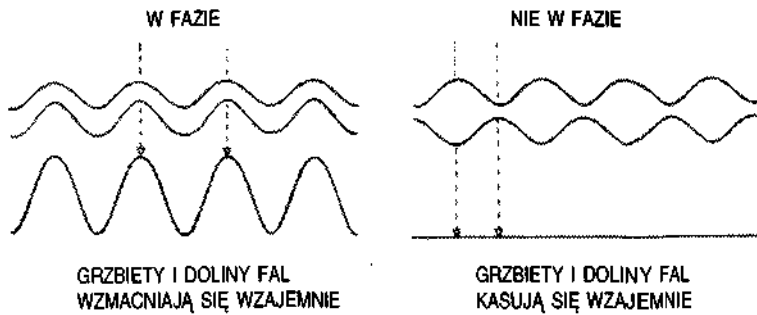 W FAZIE
NIE W FAZIE
GRZBIETY I DOLINY FAL
WZMACNIAJĄ SIĘ WZAJEMNIE
GRZBIETY I DOLINY FAL
KASUJĄ SIĘ WZAJEMNIE